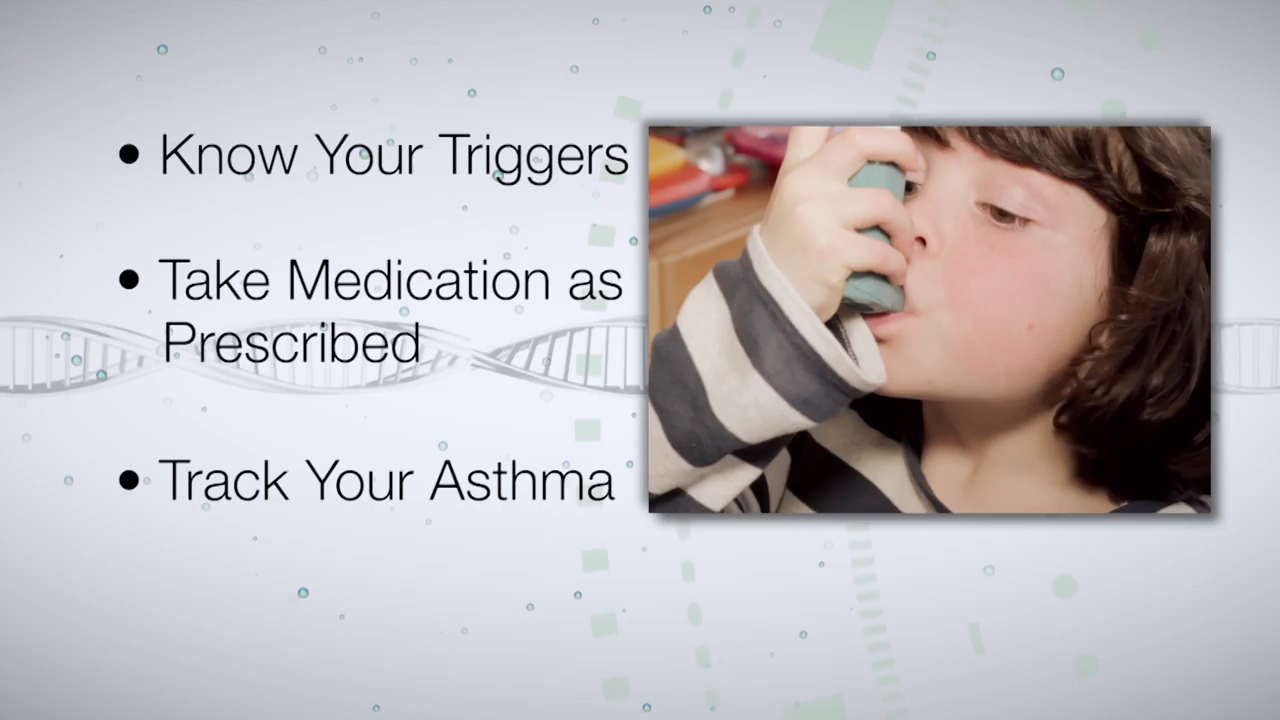 • Know Your Triggers
• Take Medication as
Prescribed
• Track Your Asthma